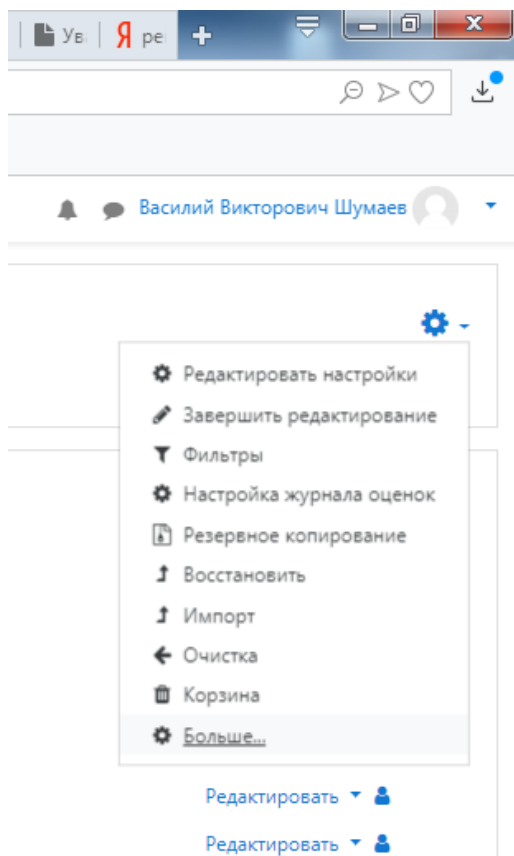 Ув Я ре
Василий Викторович Шумаев
Редактировать настройки
Завершить редактирование
Фильтры
Настройка журнала оценок
Резервное копирование
Восстановить
Импорт
Очистка
Корзина
Больше...
Редактировать
Редактировать